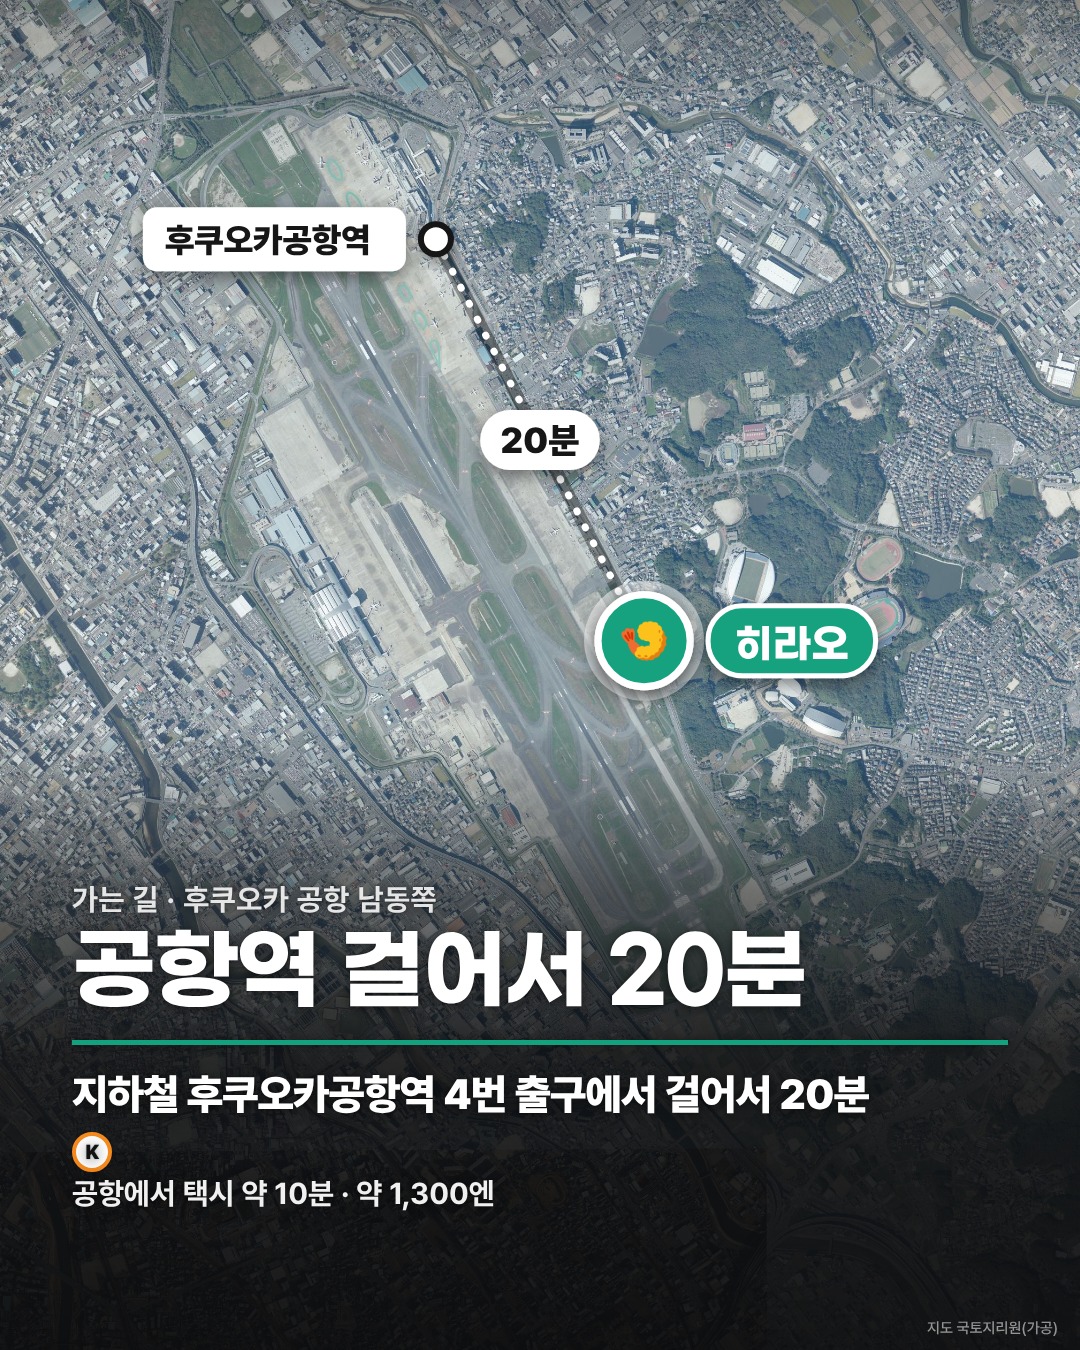 후쿠오카공항역
20분
히라오
가는 길 · 후쿠오카 공항 남동쪽
공항역 걸어서 20분
지하철 후쿠오카공항역 4번 출구에서 걸어서 20분
K
공항에서 택시 약 10분 · 약 1,300엔
지도 국토지리원(가공)